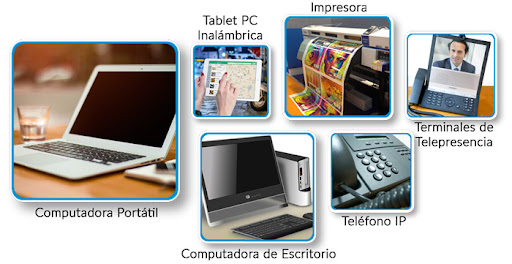 Tablet PC
Inalámbrica
Impresora
Terminales de
Telepresencia
Computadora Portátil
Teléfono IP
Computadora de Escritorio